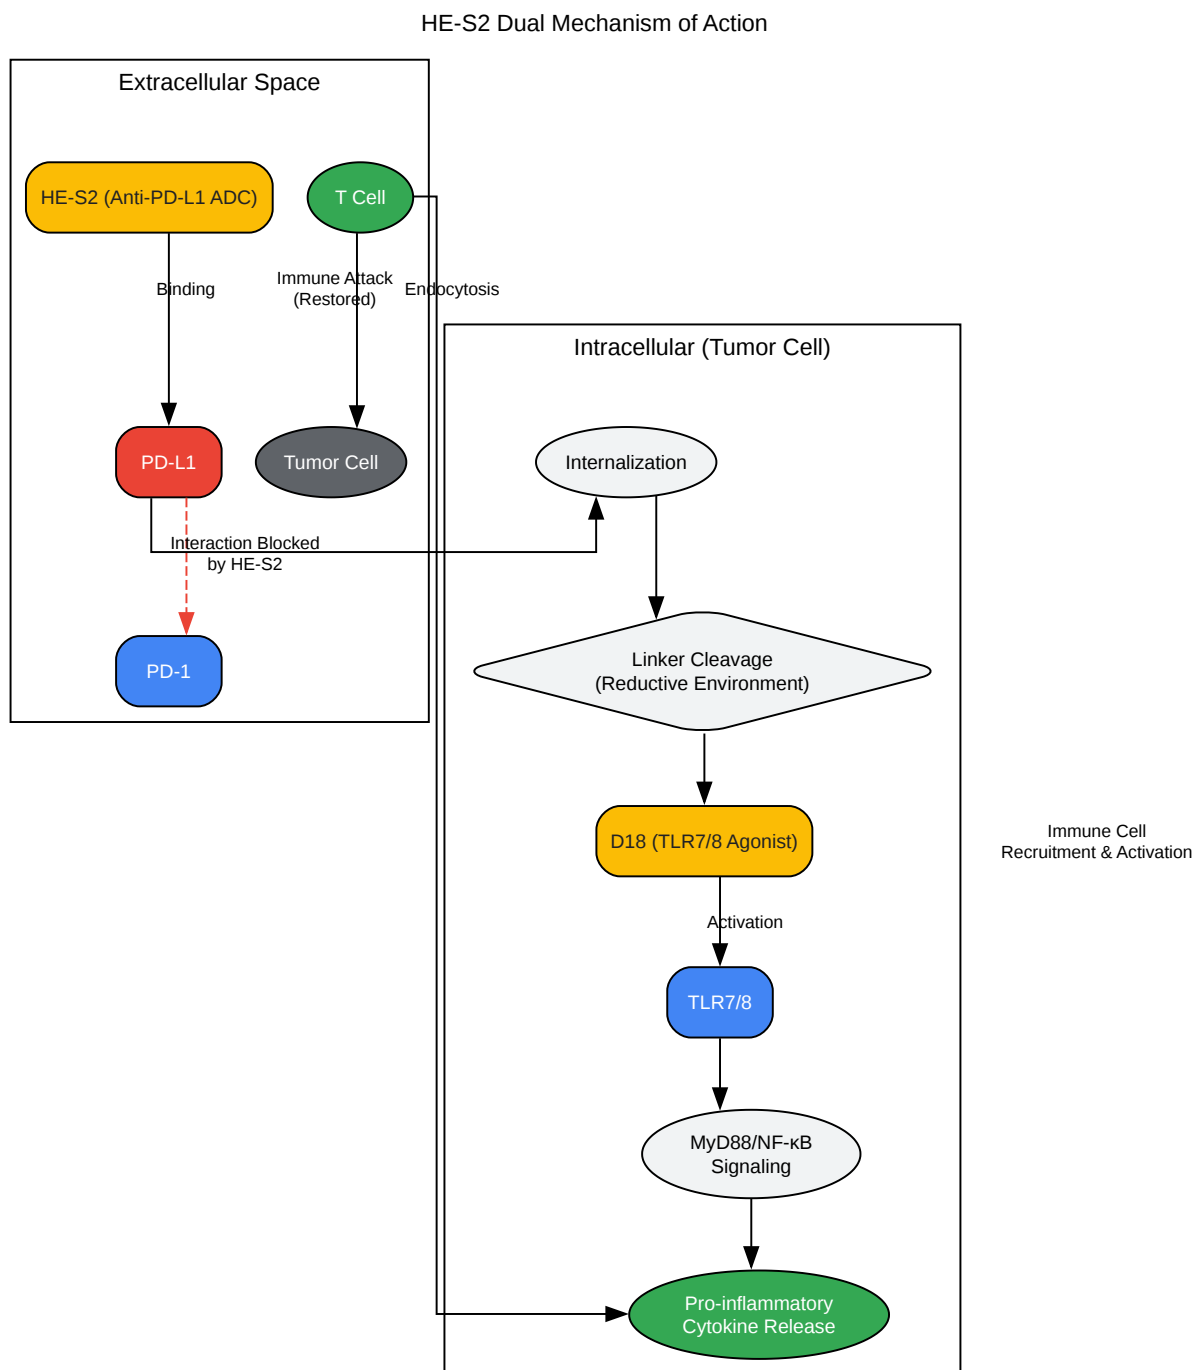 HE-S2 Dual Mechanism of Action
Extracellular Space
HE-S2 (Anti-PD-L1 ADC)
T Cell
Binding
Immune Attack
(Restored)
Endocytosis
Intracellular (Tumor Cell)
PD-L1
Tumor Cell
Internalization
Interaction Blocked
by HE-S2
PD-1
Linker Cleavage
(Reductive Environment)
D18 (TLR7/8 Agonist)
Immune Cell
Recruitment & Activation
Activation
TLR7/8
MyD88/NF-κB
Signaling
Pro-inflammatory
Cytokine Release